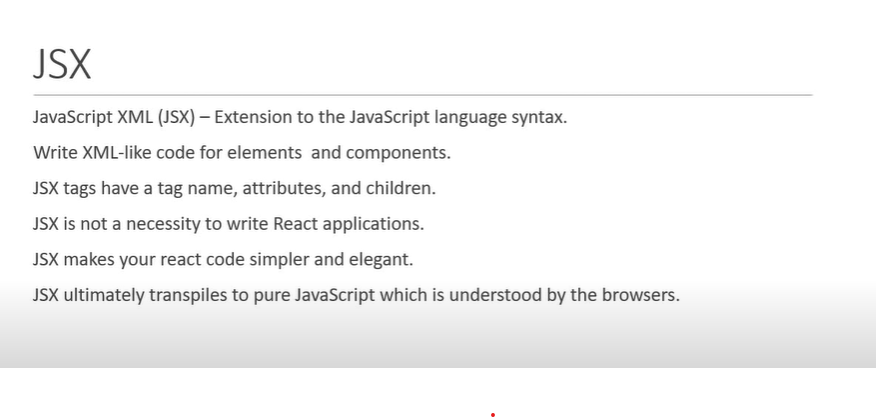 JSX
JavaScript XML (JSX) – Extension to the JavaScript language syntax.
Write XML-like code for elements  and components.
JSX tags have a tag name, attributes, and children.
JSX is not a necessity to write React applications.
JSX makes your react code simpler and elegant.
JSX ultimately transpiles to pure JavaScript which is understood by the browsers.